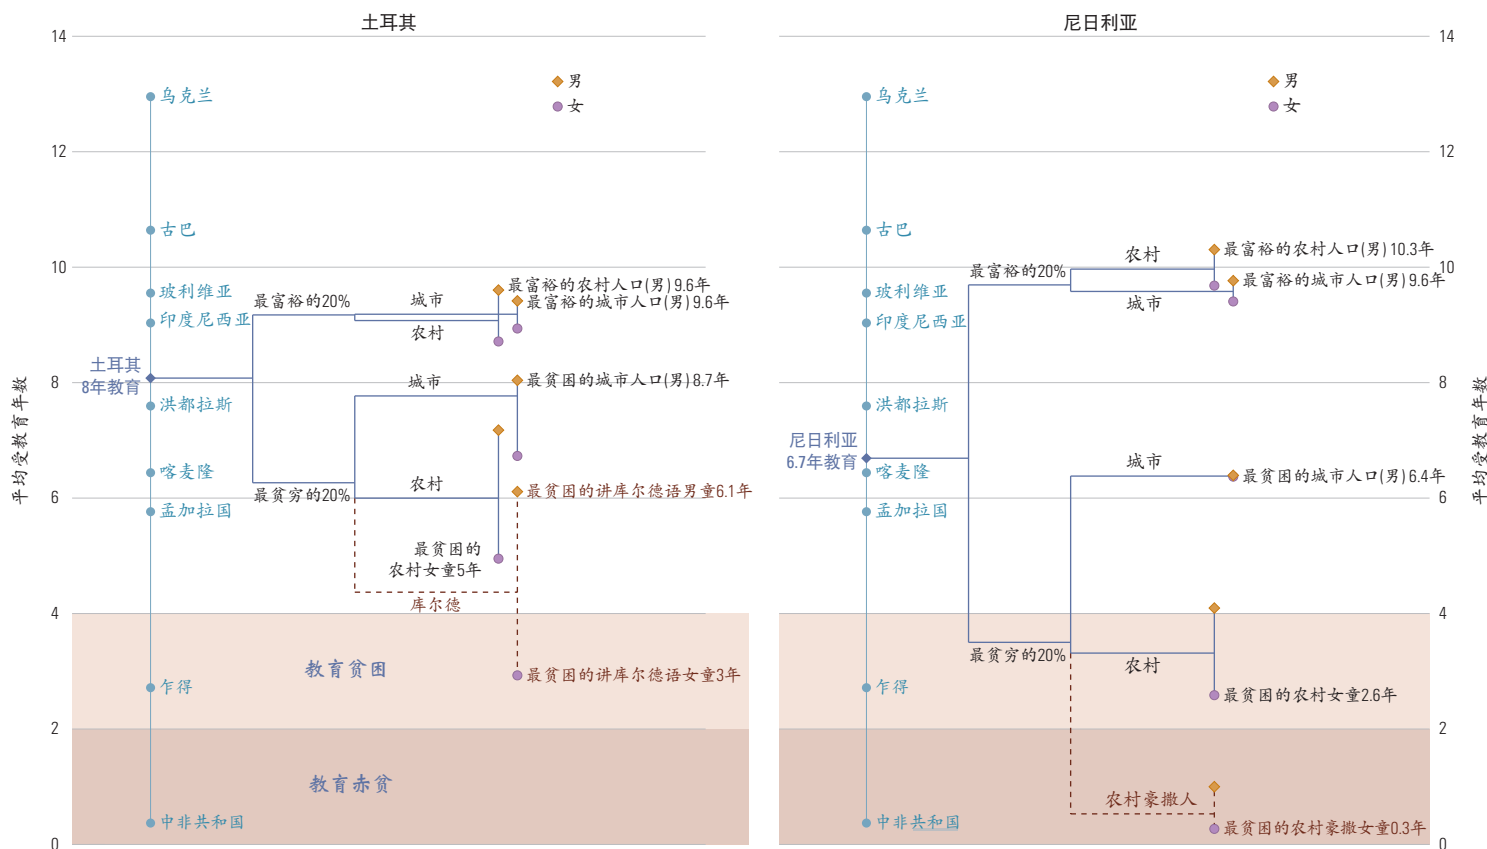 土耳其
14
12
10
8
6
4
2
0
平均受教育年数
男
女
乌克兰
古巴
玻利维亚
印度尼西亚
土耳其
8年教育
洪都拉斯
喀麦隆
孟加拉国
乍得
中非共和国
最富裕的20%
城市
农村
最富裕的农村人口(男) 9.6年
最富裕的城市人口(男) 9.6年
城市
最贫困的城市人口(男) 8.7年
最贫穷的20%
农村
最贫困的讲库尔德语男童6.1年
最贫困的
农村女童5年
库尔德
教育贫困
最贫困的讲库尔德语女童3年
教育赤贫
尼日利亚
14
12
10
8
6
4
2
0
平均受教育年数
男
女
乌克兰
古巴
玻利维亚
印度尼西亚
洪都拉斯
尼日利亚
6.7年教育
喀麦隆
孟加拉国
乍得
中非共和国
最富裕的20%
农村
城市
最富裕的农村人口(男) 10.3年
最富裕的城市人口(男) 9.6年
城市
最贫困的城市人口(男) 6.4年
最贫穷的20%
农村
最贫困的农村女童2.6年
农村豪撒人
最贫困的农村豪撒女童0.3年